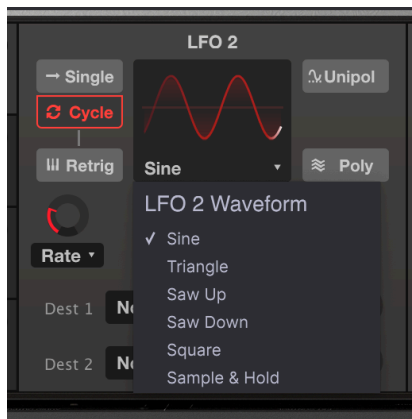 LFO 2
Single
Unipol
Cycle
Retrig
Sine
Poly
LFO 2 Waveform
Sine
Triangle
Rate
Saw Up
Dest 1
Saw Down
Square
Dest 2
Sample & Hold